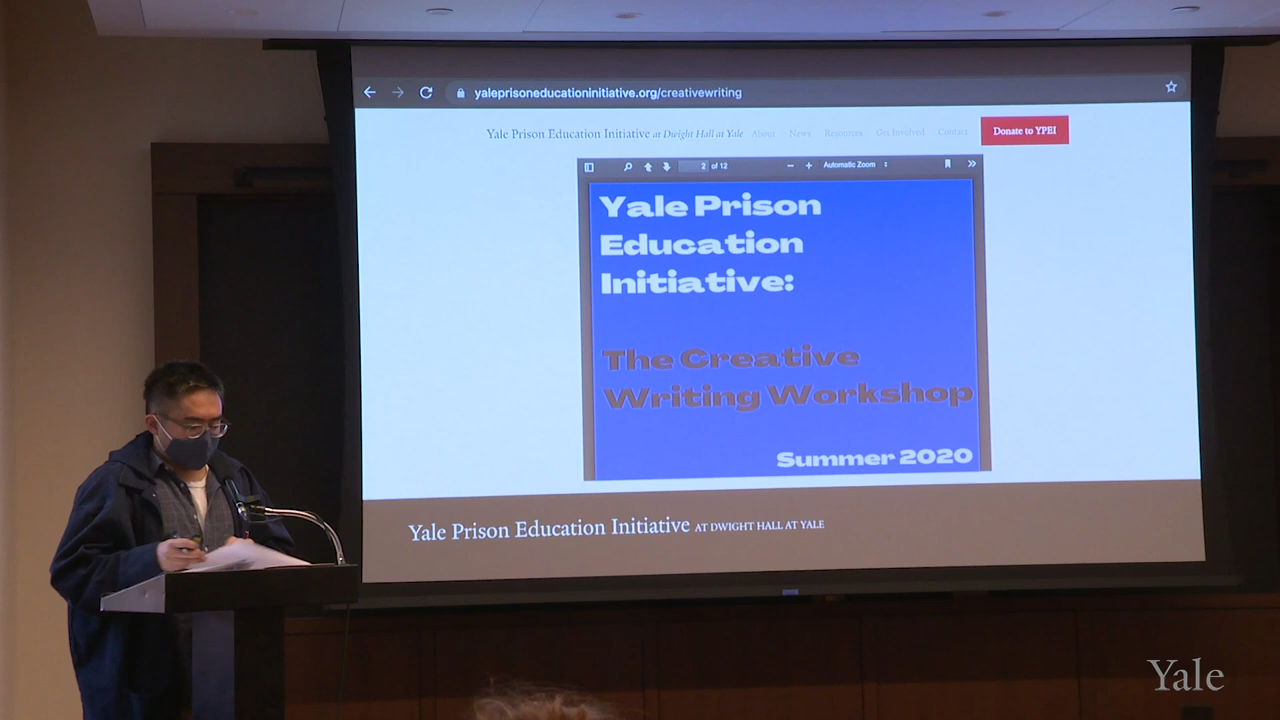 yaleprisoneducationinitiative.org/creativewriting
Yale Prison Education Initiative at Dwight Hall at Yale About News Resources Get Involved Contact Donate to YPEI
2 of 12 Automatic Zoom
Yale Prison
Education
Initiative:
The Creative
Writing Workshop
Summer 2020
Yale Prison Education Initiative AT DWIGHT HALL AT YALE
Yale